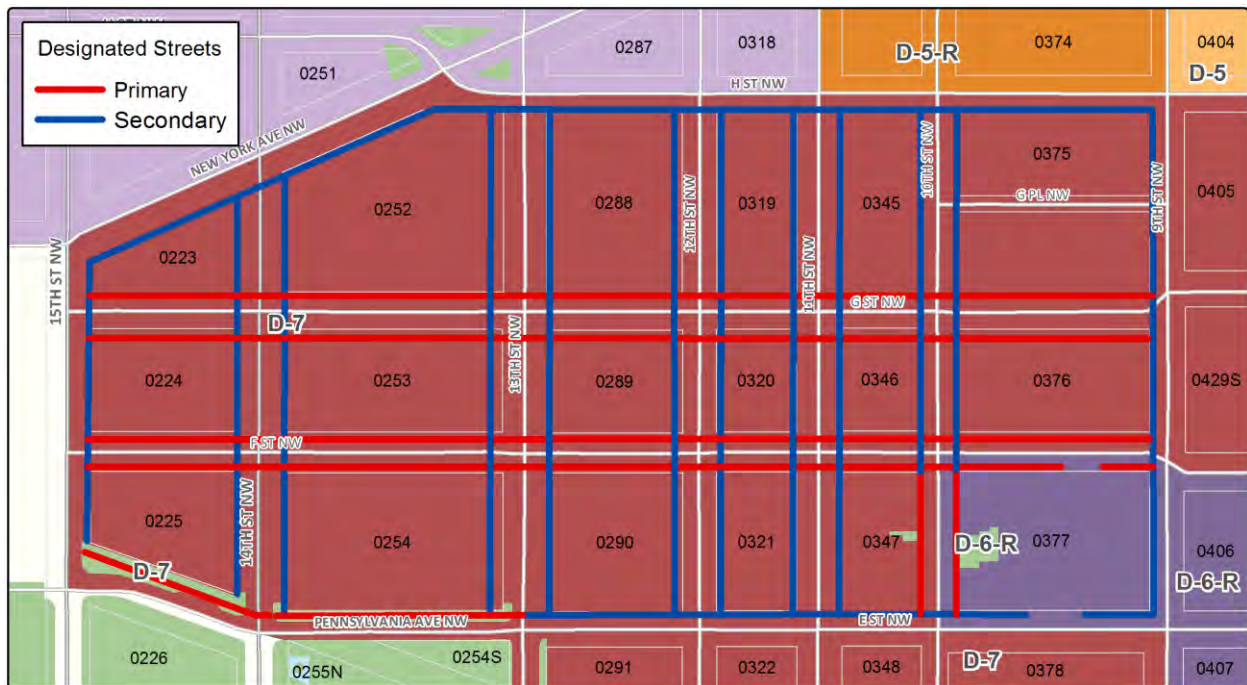 H ST NW
Designated Streets
Primary
Secondary
0251
0287
0318
D-5-R
0374
0404
D-5
H ST NW
NEW YORK AVE NW
0252
0288
12TH ST NW
0319
11TH ST NW
0345
10TH ST NW
0375
G PL NW
9TH ST NW
0405
15TH ST NW
0223
G ST NW
D-7
13TH ST NW
0224
0253
0289
0320
0346
0376
0429S
F ST NW
0225
14TH ST NW
0254
0290
0321
0347
D-6-R
0377
0406
D-6-R
D-7
PENNSYLVANIA AVE NW
E ST NW
0226
0255N
0254S
0291
0322
0348
D-7
0378
0407